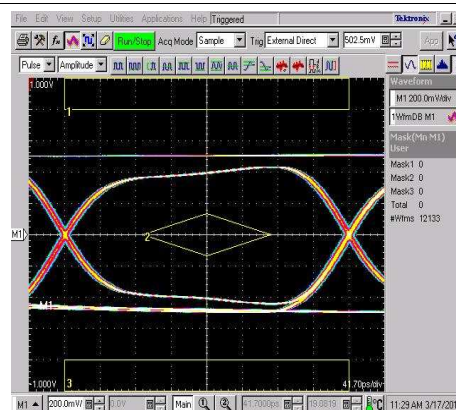 File Edit View Setup Utilities Applications Help Triggered Tektronix
Run/Stop Acq Mode Sample Trig External Direct 502.5mV App
Pulse Amplitude
1.000V
1
Waveform
M1 200.0mV/div
1WfmDB M1
Mask(Mn M1)
User
Mask1 0
Mask2 0
Mask3 0
Total 0
#Wfms 12133
M1
2
M1
3
-1.000V
41.70ps/div
M1 200.0mV/ 0.0V Main 41.7000ps 19.0819 11:29 AM 3/17/20